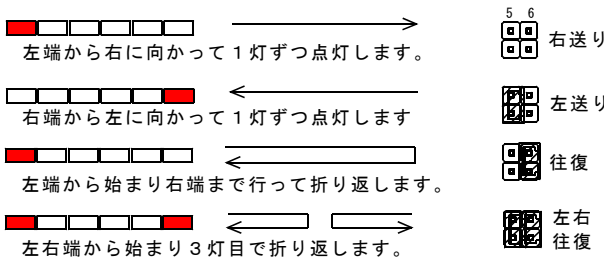 5 6
右送り
左端から右に向かって１灯ずつ点灯します。
左送り
右端から左に向かって１灯ずつ点灯します
往復
左端から始まり右端まで行って折り返します。
左右
往復
左右端から始まり３灯目で折り返します。